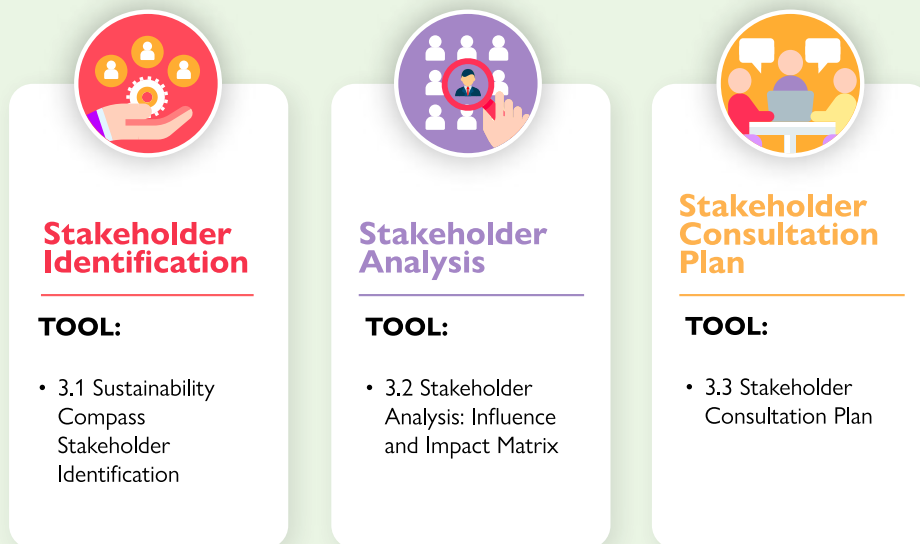 Stakeholder
Identification
TOOL:
• 3.1 Sustainability
Compass
Stakeholder
Identification
Stakeholder
Analysis
TOOL:
• 3.2 Stakeholder
Analysis: Influence
and Impact Matrix
Stakeholder
Consultation
Plan
TOOL:
• 3.3 Stakeholder
Consultation Plan